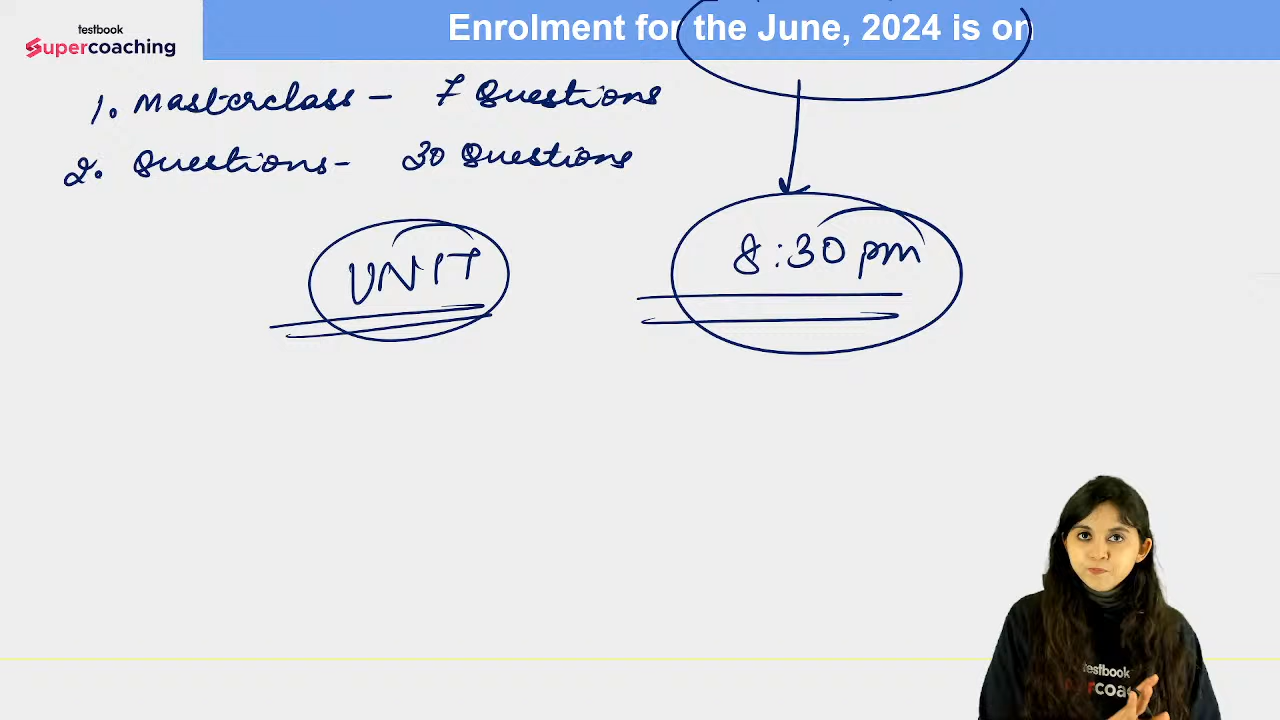 testbook
Supercoaching
Enrolment for the June, 2024 is on
1. Masterclass - 7 Questions
2. Questions - 30 Questions
UNIT
8:30 pm
testbook